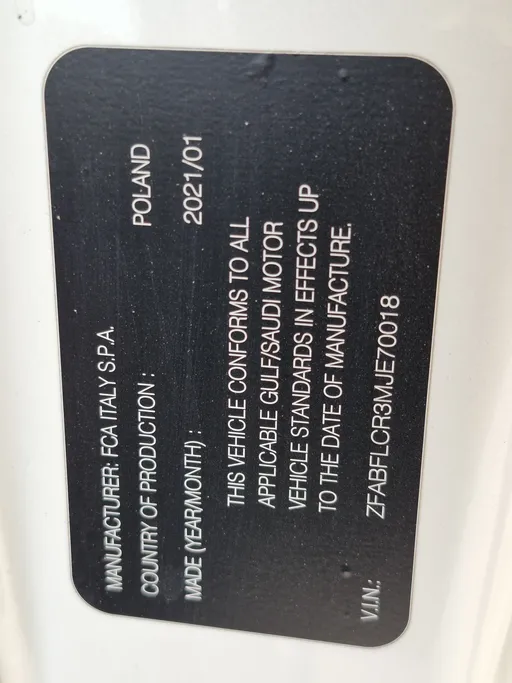 MANUFACTURER: FCA ITALY S.P.A.
COUNTRY OF PRODUCTION : POLAND
MADE (YEAR/MONTH) : 2021/01
THIS VEHICLE CONFORMS TO ALL
APPLICABLE GULF/SAUDI MOTOR
VEHICLE STANDARDS IN EFFECTS UP
TO THE DATE OF MANUFACTURE.
V.I.N.: ZFABFLCR3MJE70018